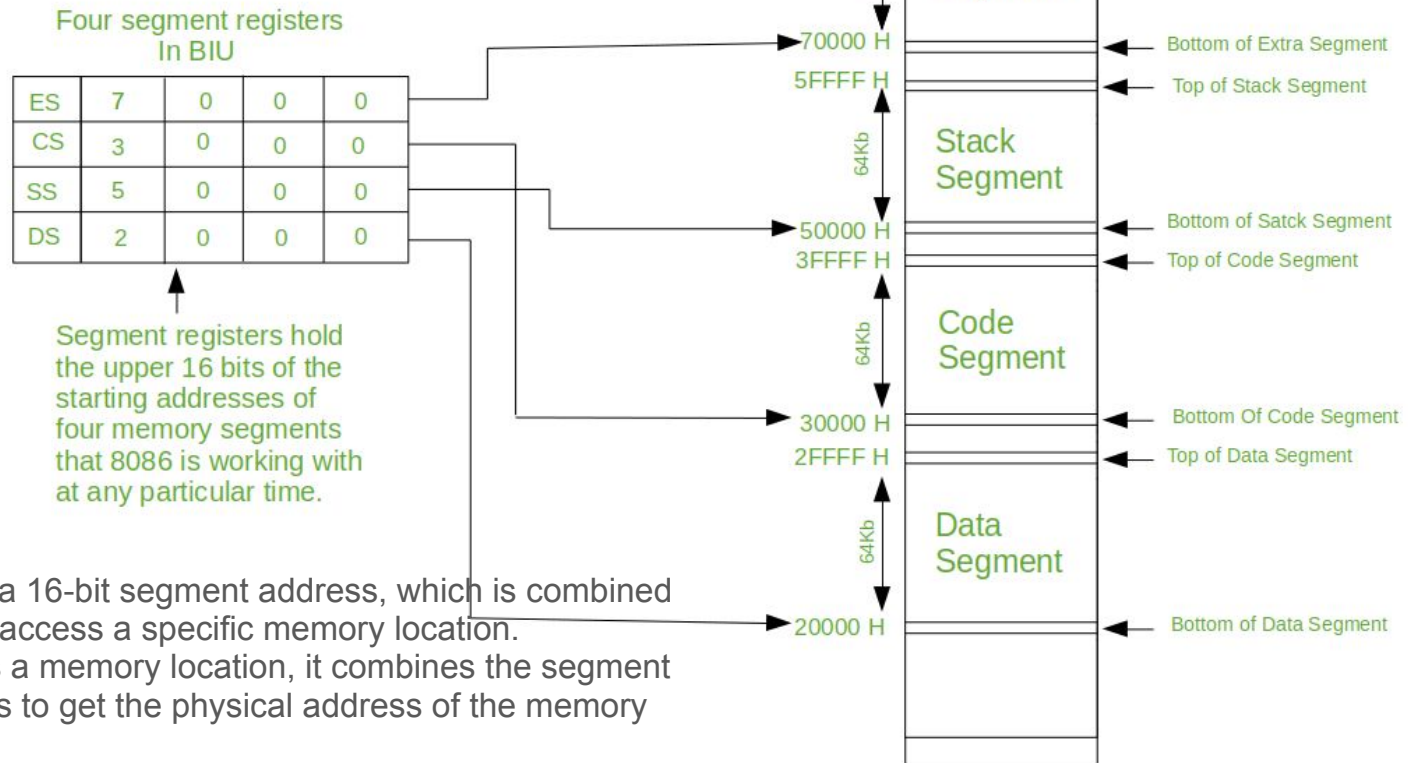 Four segment registers
In BIU
ES 7 0 0 0
CS 3 0 0 0
SS 5 0 0 0
DS 2 0 0 0
Segment registers hold
the upper 16 bits of the
starting addresses of
four memory segments
that 8086 is working with
at any particular time.
70000 H
Bottom of Extra Segment
5FFFF H
Top of Stack Segment
64Kb
Stack
Segment
50000 H
Bottom of Satck Segment
3FFFF H
Top of Code Segment
64Kb
Code
Segment
30000 H
Bottom Of Code Segment
2FFFF H
Top of Data Segment
64Kb
Data
Segment
20000 H
Bottom of Data Segment
a 16-bit segment address, which is combined
access a specific memory location.
a memory location, it combines the segment
to get the physical address of the memory